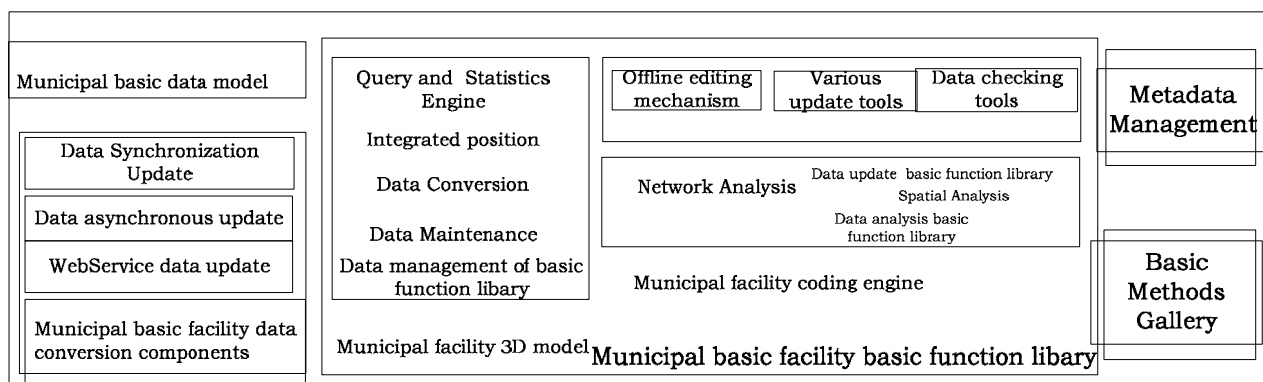 Municipal basic data model
Data Synchronization
Update
Data asynchronous update
WebService data update
Municipal basic facility data
conversion components
Query and Statistics
Engine
Integrated position
Data Conversion
Data Maintenance
Data management of basic
function libary
Offline editing
mechanism
Various
update tools
Data checking
tools
Network Analysis
Data update basic function library
Spatial Analysis
Data analysis basic
function library
Municipal facility coding engine
Municipal facility 3D model
Municipal basic facility basic function libary
Metadata
Management
Basic
Methods
Gallery